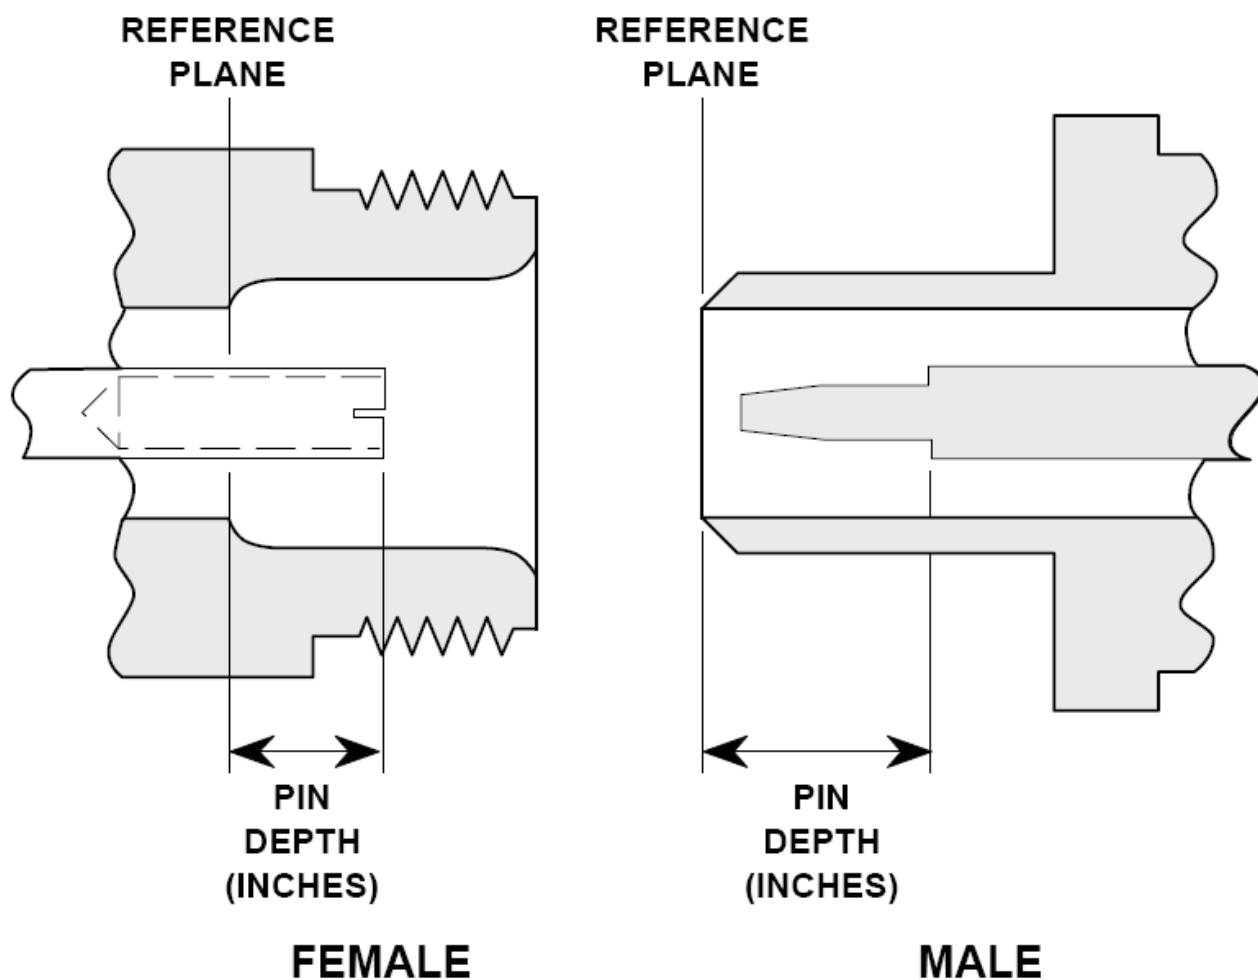 REFERENCE
PLANE
REFERENCE
PLANE
PIN
DEPTH
(INCHES)
PIN
DEPTH
(INCHES)
FEMALE
MALE